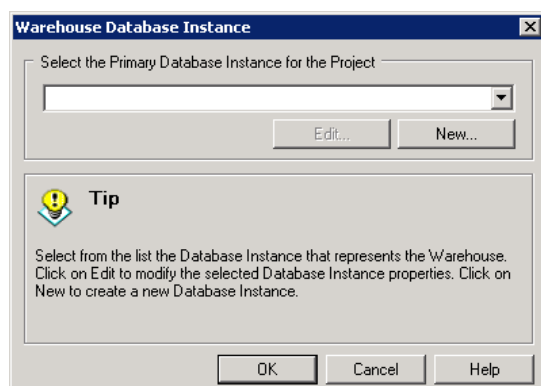 Warehouse Database Instance
Select the Primary Database Instance for the Project
Edit...
New...
Tip
Select from the list the Database Instance that represents the Warehouse.
Click on Edit to modify the selected Database Instance properties. Click on
New to create a new Database Instance.
OK
Cancel
Help